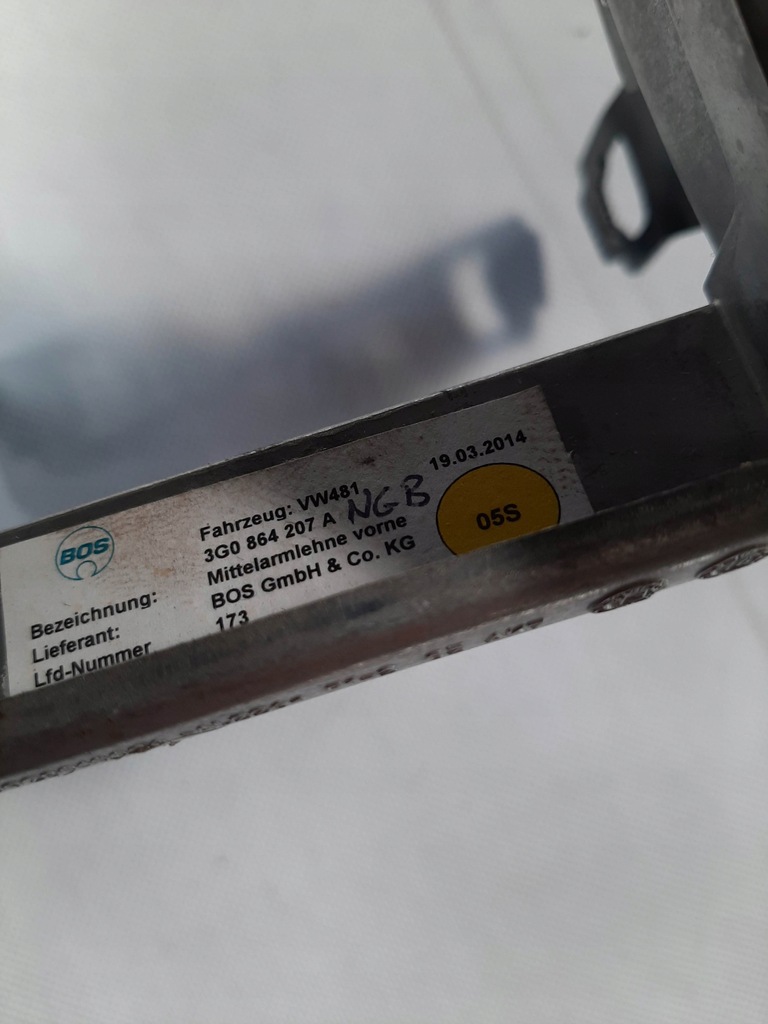 BOS
Fahrzeug: VW481
3G0 864 207 A NGB
Bezeichnung: Mittelarmlehne vorne
Lieferant: BOS GmbH & Co. KG
Lfd-Nummer 173
19.03.2014
05S